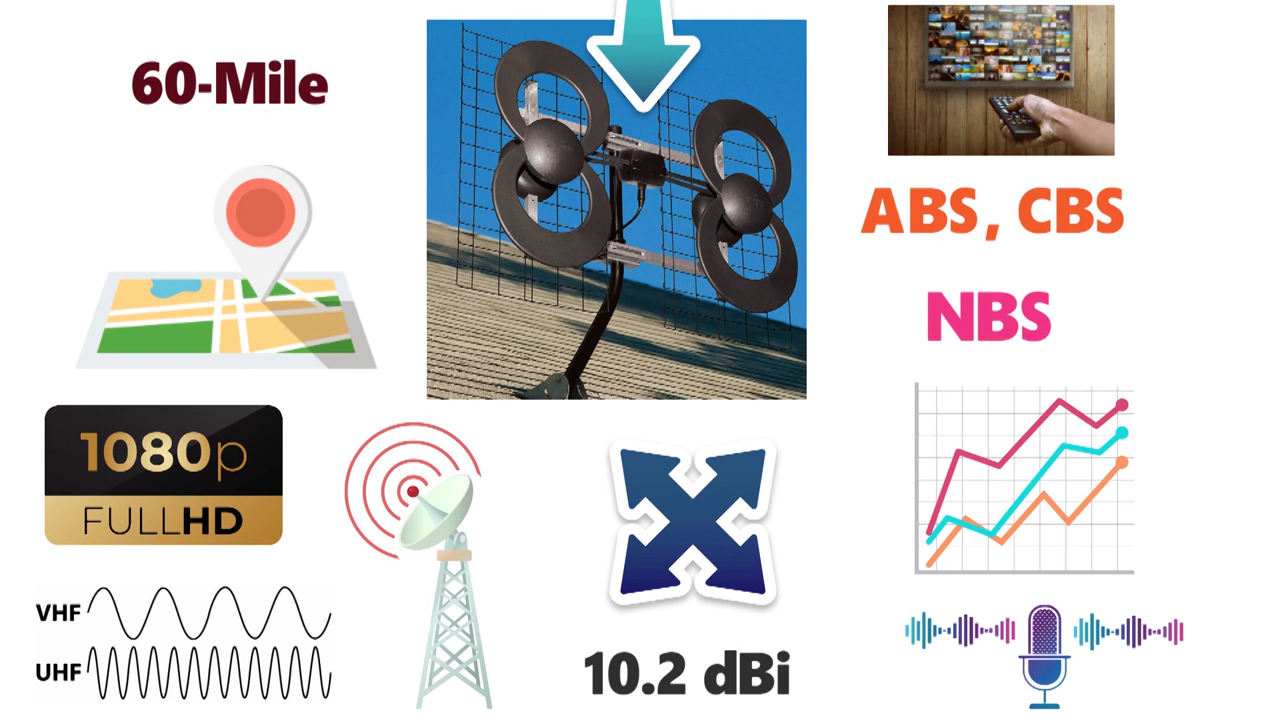 60-Mile
ABS, CBS
NBS
1080p
FULLHD
VHF
UHF
10.2 dBi